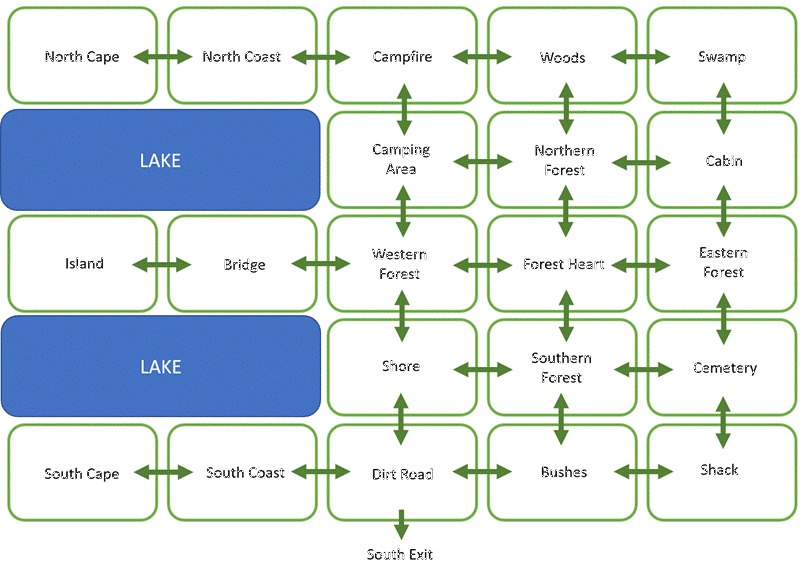 North Cape
North Coast
Campfire
Woods
Swamp
LAKE
Camping
Area
Northern
Forest
Cabin
Island
Bridge
Western
Forest
Forest Heart
Eastern
Forest
LAKE
Shore
Southern
Forest
Cemetery
South Cape
South Coast
Dirt Road
Bushes
Shack
South Exit